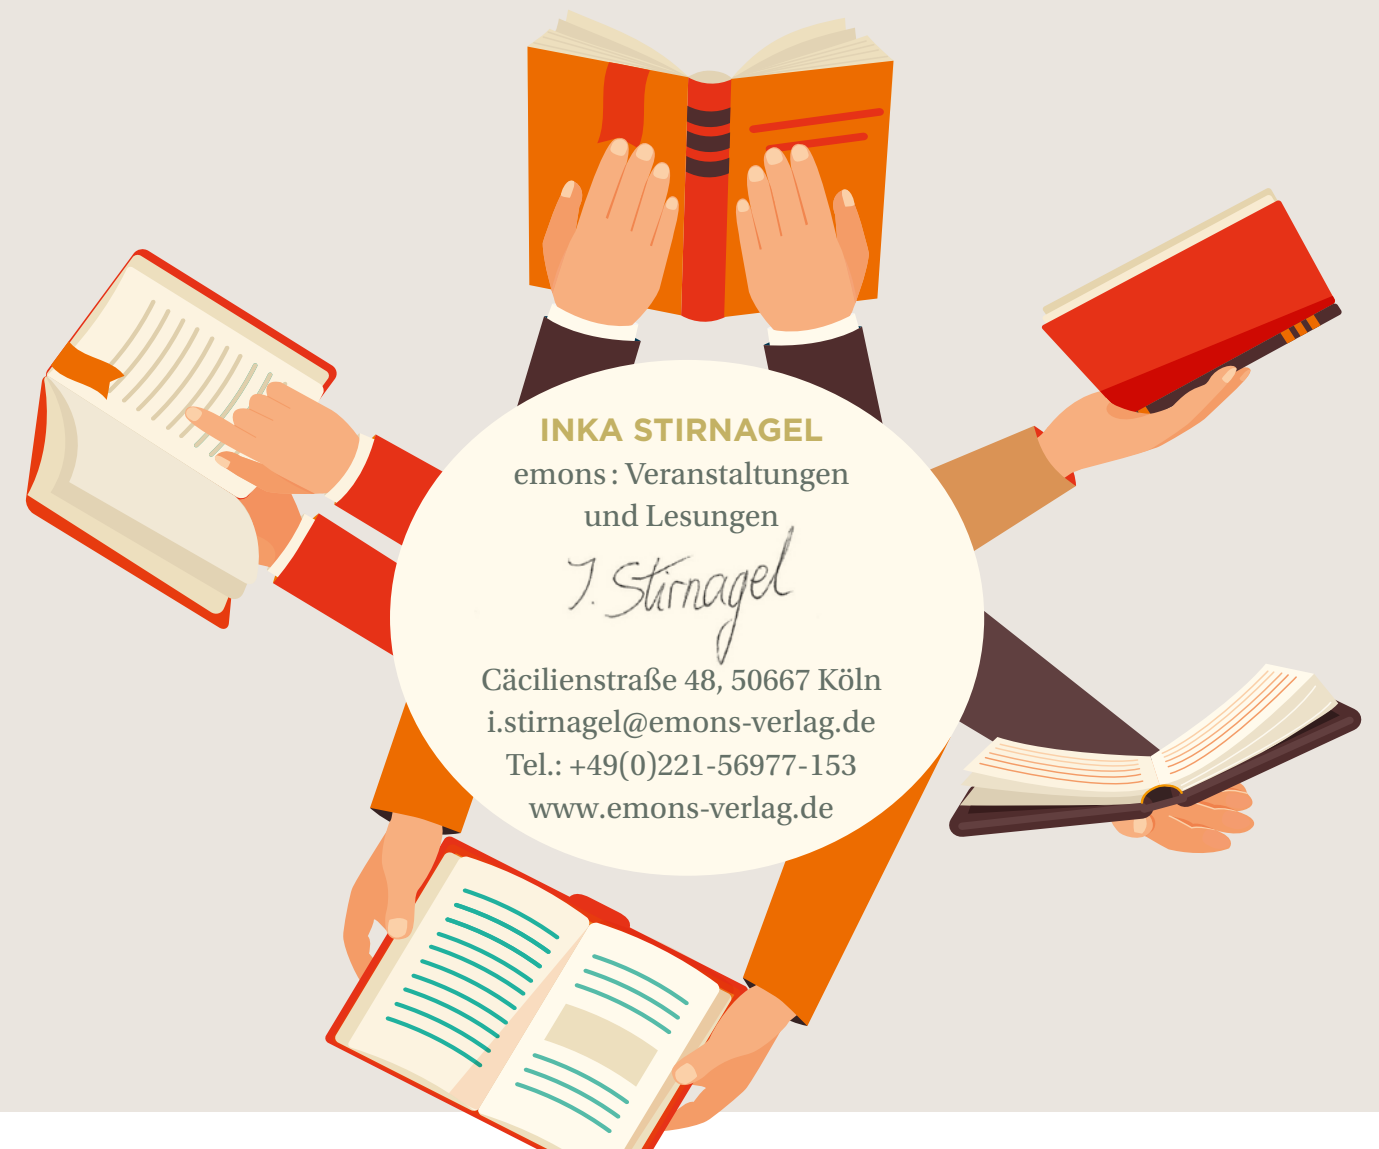 INKA STIRNAGEL
emons: Veranstaltungen
und Lesungen
I. Stirnagel
Cäcilienstraße 48, 50667 Köln
i.stirnagel@emons-verlag.de
Tel.: +49(0)221-56977-153
www.emons-verlag.de